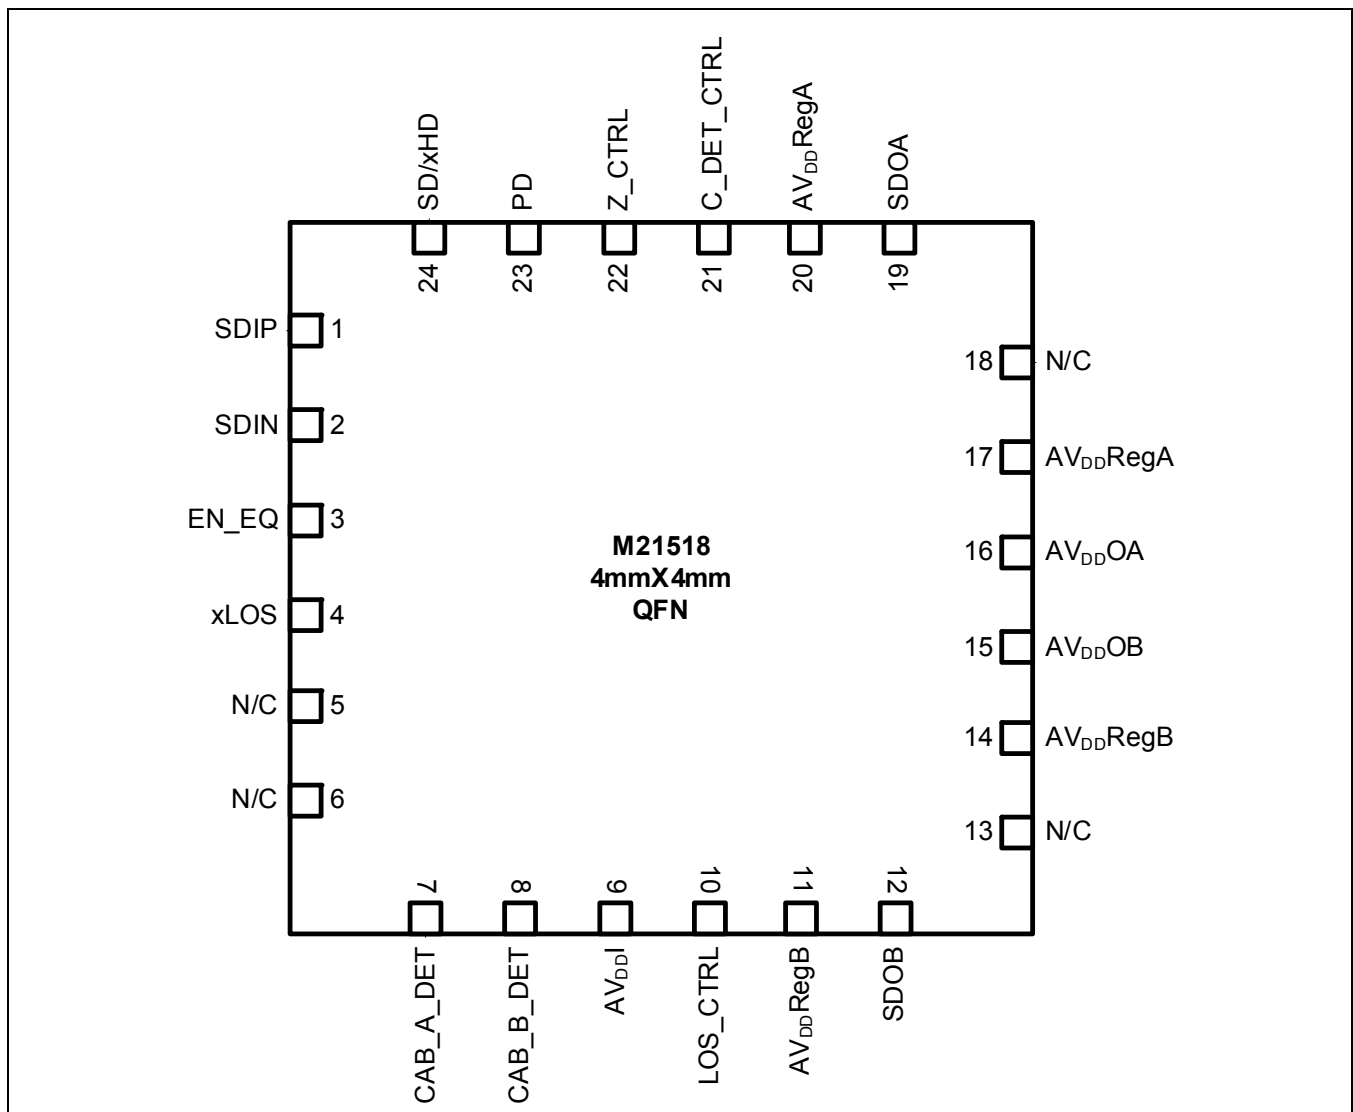 SD/xHD
PD
Z_CTRL
C_DET_CTRL
AVDDRegA
SDOA
24
23
22
21
20
19
SDIP 1
SDIN 2
EN_EQ 3
xLOS 4
N/C 5
N/C 6
M21518
4mmX4mm
QFN
18 N/C
17 AVDDRegA
16 AVDDOA
15 AVDDOB
14 AVDDRegB
13 N/C
7
8
9
10
11
12
CAB_A_DET
CAB_B_DET
AVDDI
LOS_CTRL
AVDDRegB
SDOB